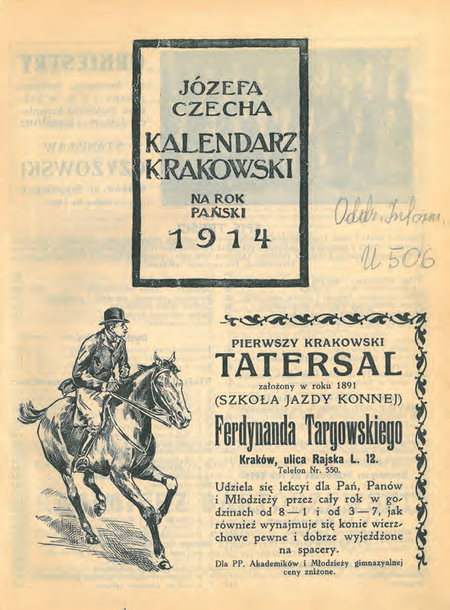 JÓZEFA
CZECHA
KALENDARZ
KRAKOWSKI
NA ROK
PAŃSKI
1914
Oddz. Inform.
U 506
PIERWSZY KRAKOWSKI
TATERSAL
założony w roku 1891
(SZKOŁA JAZDY KONNEJ)
Ferdynanda Targowskiego
Kraków, ulica Rajska L. 12.
Telefon Nr. 550.
Udziela się lekcyi dla Pań, Panów
i Młodzieży przez cały rok w go-
dzinach od 8—1 i od 3—7, jak
również wynajmuje się konie wierz-
chowe pewne i dobrze wyjeżdżone
na spacery.
Dla PP. Akademików i Młodzieży gimnazyalnej
ceny zniżone.